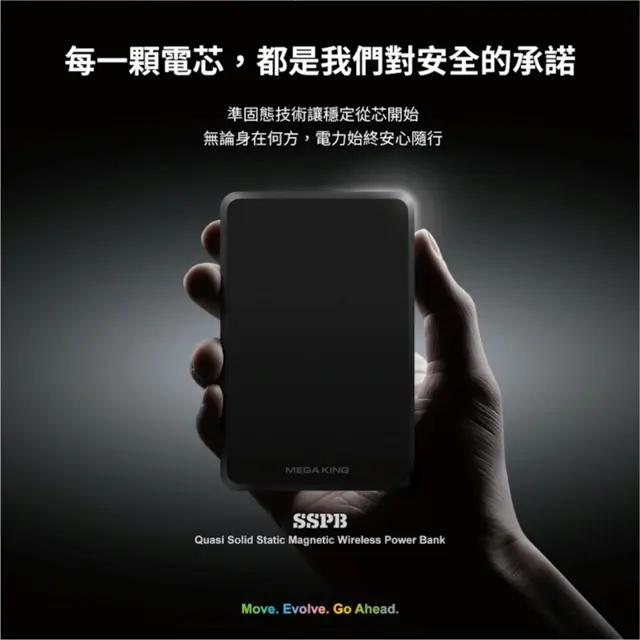 每一顆電芯，都是我們對安全的承諾
準固態技術讓穩定從芯開始
無論身在何方，電力始終安心隨行
MEGA KING
SSPB
Quasi Solid Static Magnetic Wireless Power Bank
Move. Evolve. Go Ahead.